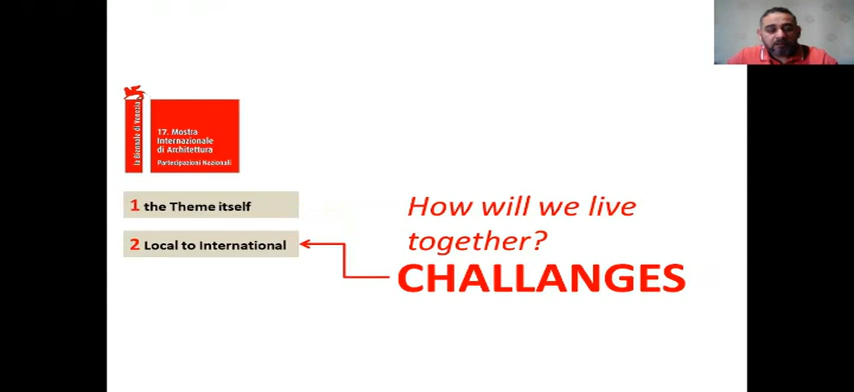 la Biennale di Venezia
17. Mostra
Internazionale
di Architettura
Partecipazioni Nazionali
1 the Theme itself
2 Local to International
How will we live
together?
CHALLANGES